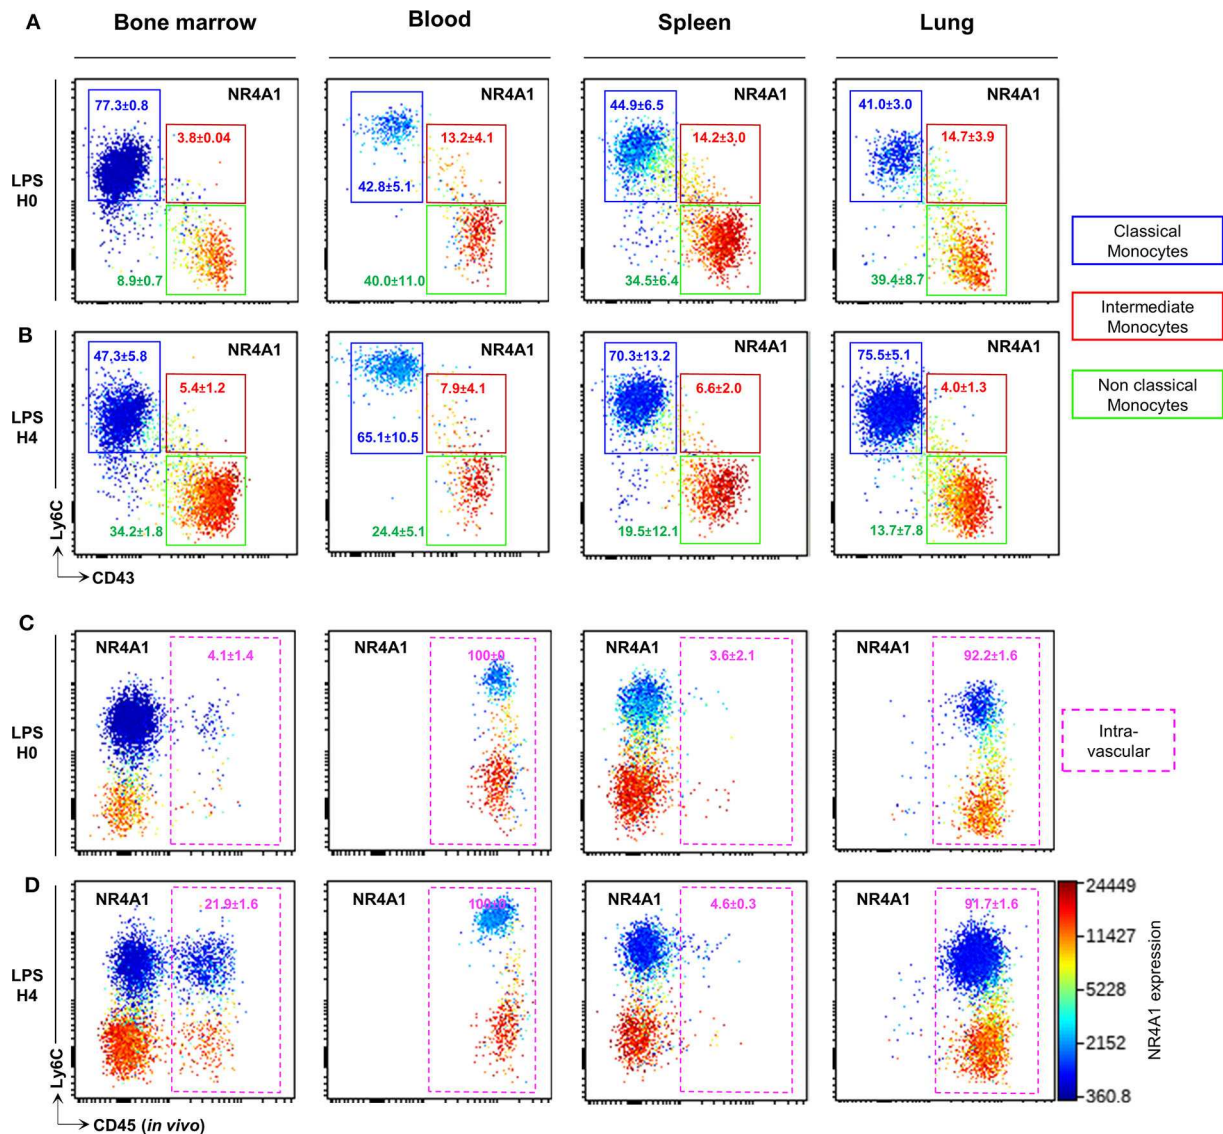 A
Bone marrow
Blood
Spleen
Lung
LPS
H0
NR4A1
77.3±0.8
3.8±0.04
8.9±0.7
NR4A1
42.8±5.1
13.2±4.1
40.0±11.0
NR4A1
44.9±6.5
14.2±3.0
34.5±6.4
NR4A1
41.0±3.0
14.7±3.9
39.4±8.7
Classical
Monocytes
Intermediate
Monocytes
Non classical
Monocytes
B
LPS
H4
NR4A1
47.3±5.8
5.4±1.2
34.2±1.8
NR4A1
65.1±10.5
7.9±4.1
24.4±5.1
NR4A1
70.3±13.2
6.6±2.0
19.5±12.1
NR4A1
75.5±5.1
4.0±1.3
13.7±7.8
Ly6C
CD43
C
LPS
H0
NR4A1
4.1±1.4
NR4A1
100±0
NR4A1
3.6±2.1
NR4A1
92.2±1.6
Intra-
vascular
D
LPS
H4
NR4A1
21.9±1.6
NR4A1
100±0
NR4A1
4.6±0.3
NR4A1
91.7±1.6
24449
11427
5228
2152
360.8
NR4A1 expression
Ly6C
CD45 (in vivo)